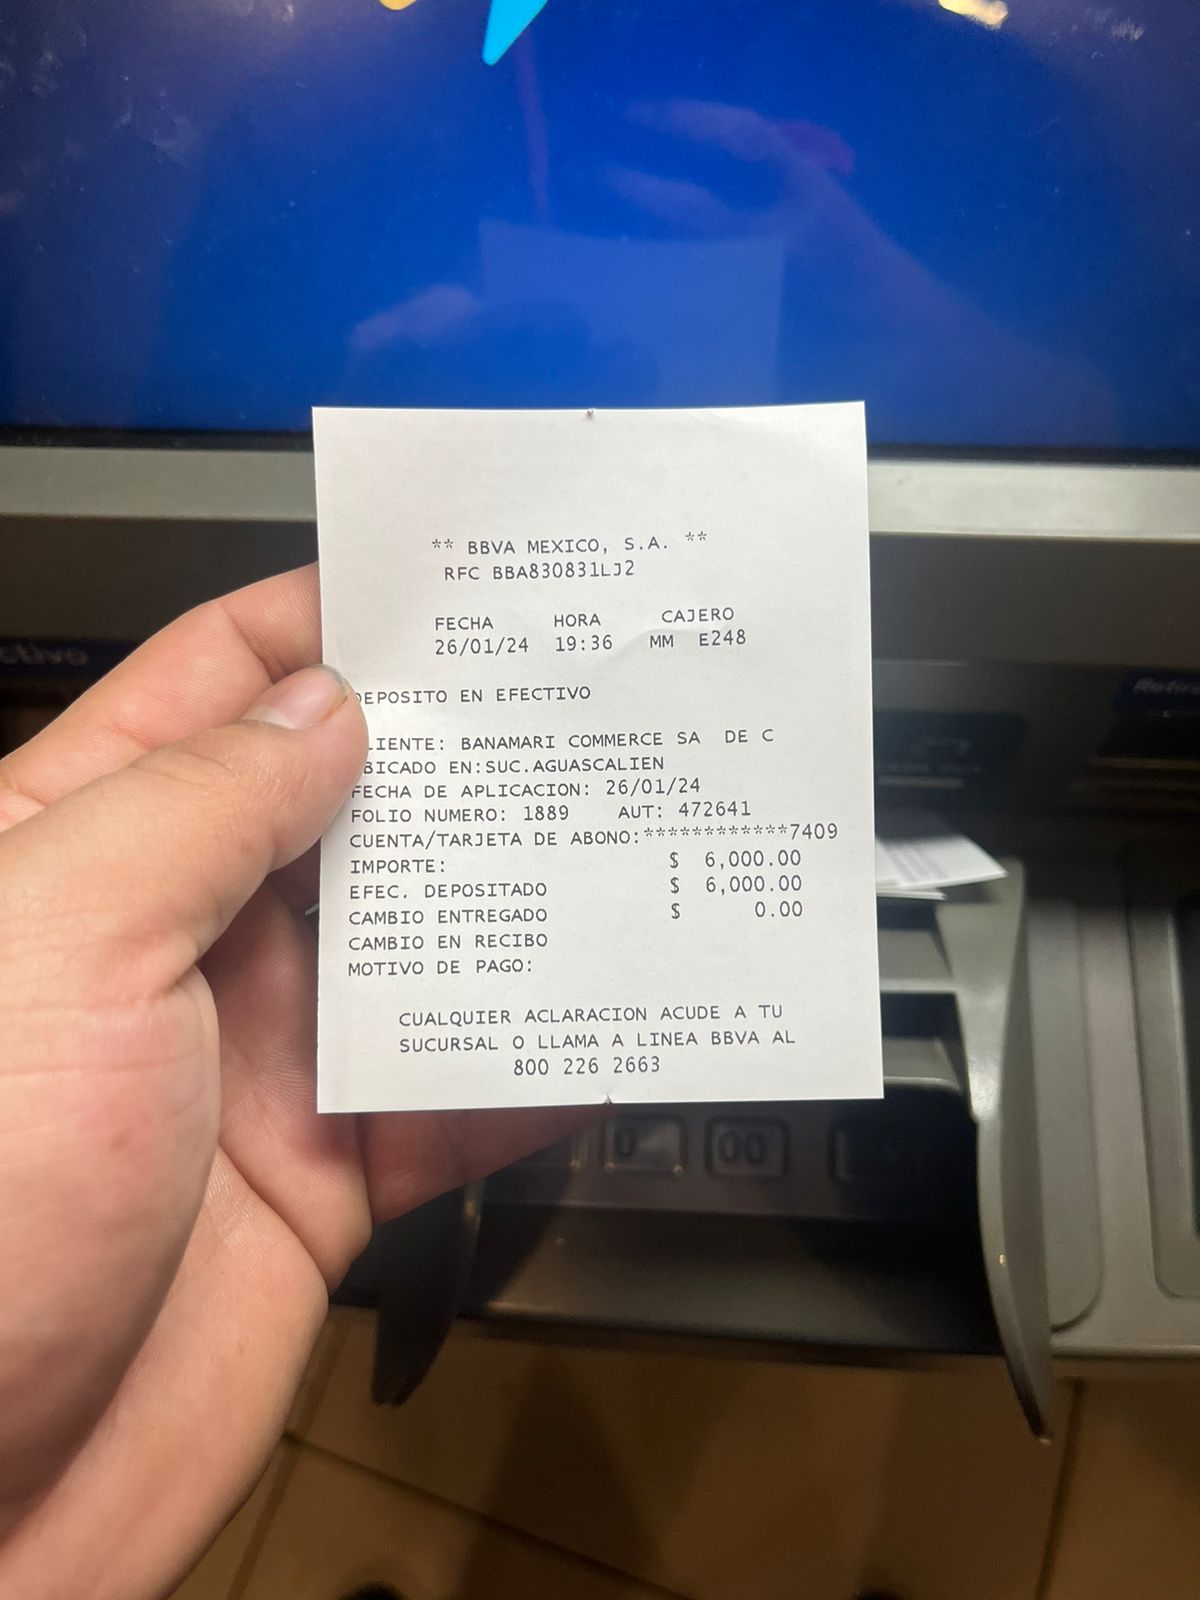 ** BBVA MEXICO, S.A. **
RFC BBA830831LJ2
FECHA HORA CAJERO
26/01/24 19:36 MM E248
DEPOSITO EN EFECTIVO
LIENTE: BANAMARI COMMERCE SA DE C
BICADO EN:SUC.AGUASCALIEN
FECHA DE APLICACION: 26/01/24
FOLIO NUMERO: 1889 AUT: 472641
CUENTA/TARJETA DE ABONO:************7409
IMPORTE: $ 6,000.00
EFEC. DEPOSITADO $ 6,000.00
CAMBIO ENTREGADO $ 0.00
CAMBIO EN RECIBO
MOTIVO DE PAGO:
CUALQUIER ACLARACION ACUDE A TU
SUCURSAL O LLAMA A LINEA BBVA AL
800 226 2663
0 00